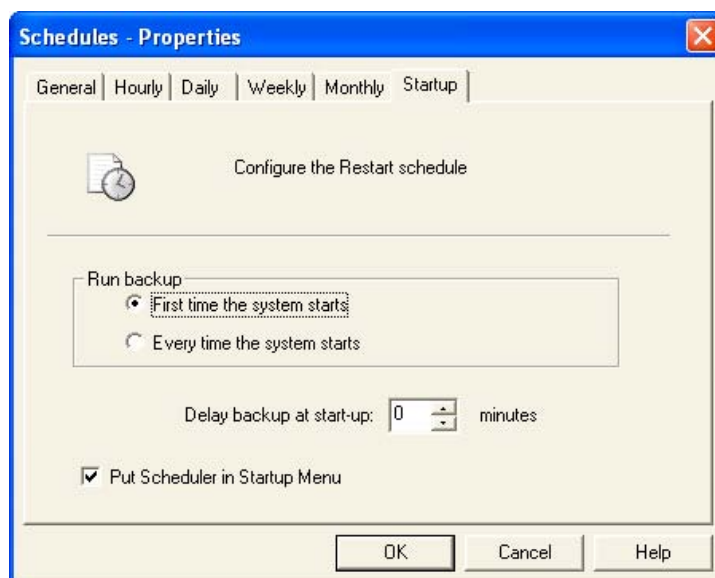 Schedules - Properties
General Hourly Daily Weekly Monthly Startup
Configure the Restart schedule
Run backup
First time the system starts
Every time the system starts
Delay backup at start-up: 0 minutes
Put Scheduler in Startup Menu
OK Cancel Help